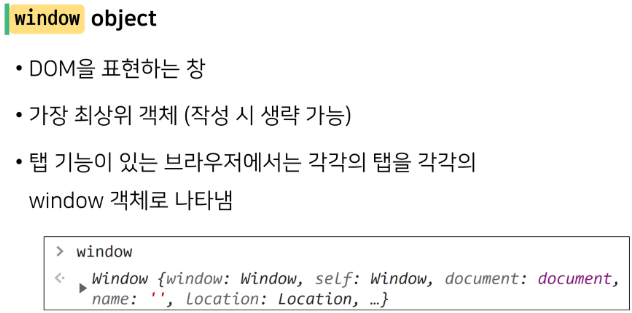 window object
• DOM을 표현하는 창
• 가장 최상위 객체 (작성 시 생략 가능)
• 탭 기능이 있는 브라우저에서는 각각의 탭을 각각의
window 객체로 나타냄
> window
<· ▶ Window {window: Window, self: Window, document: document,
name: '', Location: Location, …}